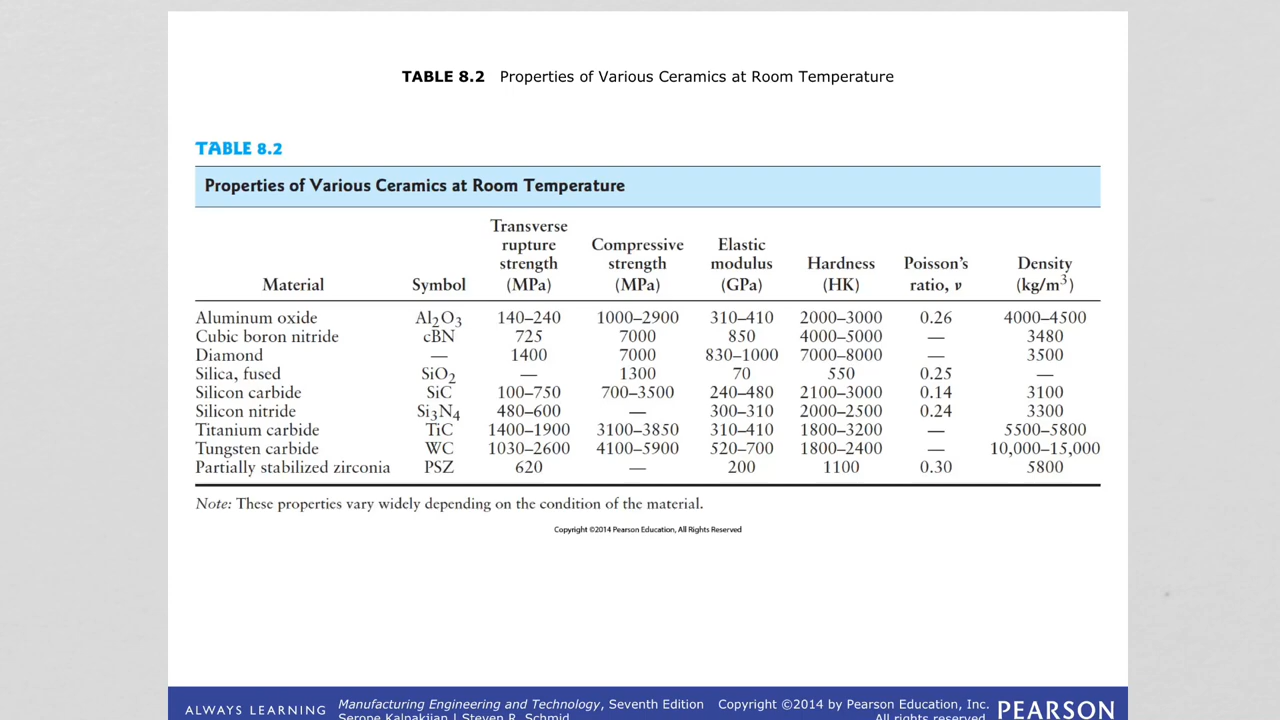 TABLE 8.2 Properties of Various Ceramics at Room Temperature
TABLE 8.2
Properties of Various Ceramics at Room Temperature
Material Symbol Transverse rupture strength (MPa) Compressive strength (MPa) Elastic modulus (GPa) Hardness (HK) Poisson's ratio, ν Density (kg/m³)
Aluminum oxide Al₂O₃ 140–240 1000–2900 310–410 2000–3000 0.26 4000–4500
Cubic boron nitride cBN 725 7000 850 4000–5000 — 3480
Diamond — 1400 7000 830–1000 7000–8000 — 3500
Silica, fused SiO₂ — 1300 70 550 0.25 —
Silicon carbide SiC 100–750 700–3500 240–480 2100–3000 0.14 3100
Silicon nitride Si₃N₄ 480–600 — 300–310 2000–2500 0.24 3300
Titanium carbide TiC 1400–1900 3100–3850 310–410 1800–3200 — 5500–5800
Tungsten carbide WC 1030–2600 4100–5900 520–700 1800–2400 — 10,000–15,000
Partially stabilized zirconia PSZ 620 — 200 1100 0.30 5800
Note: These properties vary widely depending on the condition of the material.
Copyright ©2014 Pearson Education, All Rights Reserved
ALWAYS LEARNING
Manufacturing Engineering and Technology, Seventh Edition
Serope Kalpakjian | Steven R. Schmid
Copyright ©2014 by Pearson Education, Inc.
All rights reserved.
PEARSON